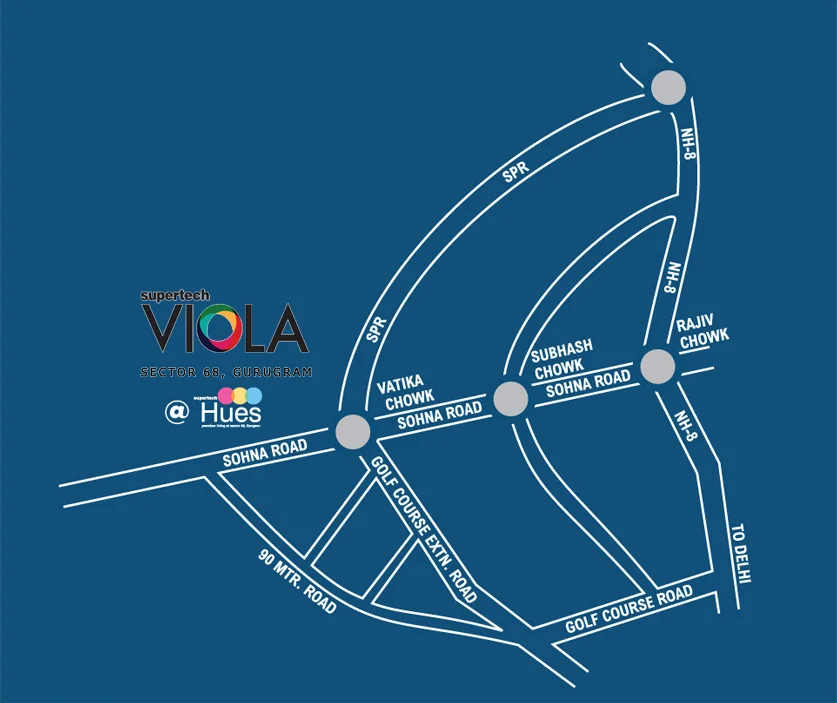 NH-8
SPR
NH-8
supertech
VIOLA
SECTOR 68, GURUGRAM
@
supertech
Hues
premium living at sector 68, Gurgaon
SPR
RAJIV
CHOWK
SUBHASH
CHOWK
SOHNA ROAD
VATIKA
CHOWK
SOHNA ROAD
NH-8
SOHNA ROAD
GOLF COURSE EXTN. ROAD
TO DELHI
90 MTR. ROAD
GOLF COURSE ROAD